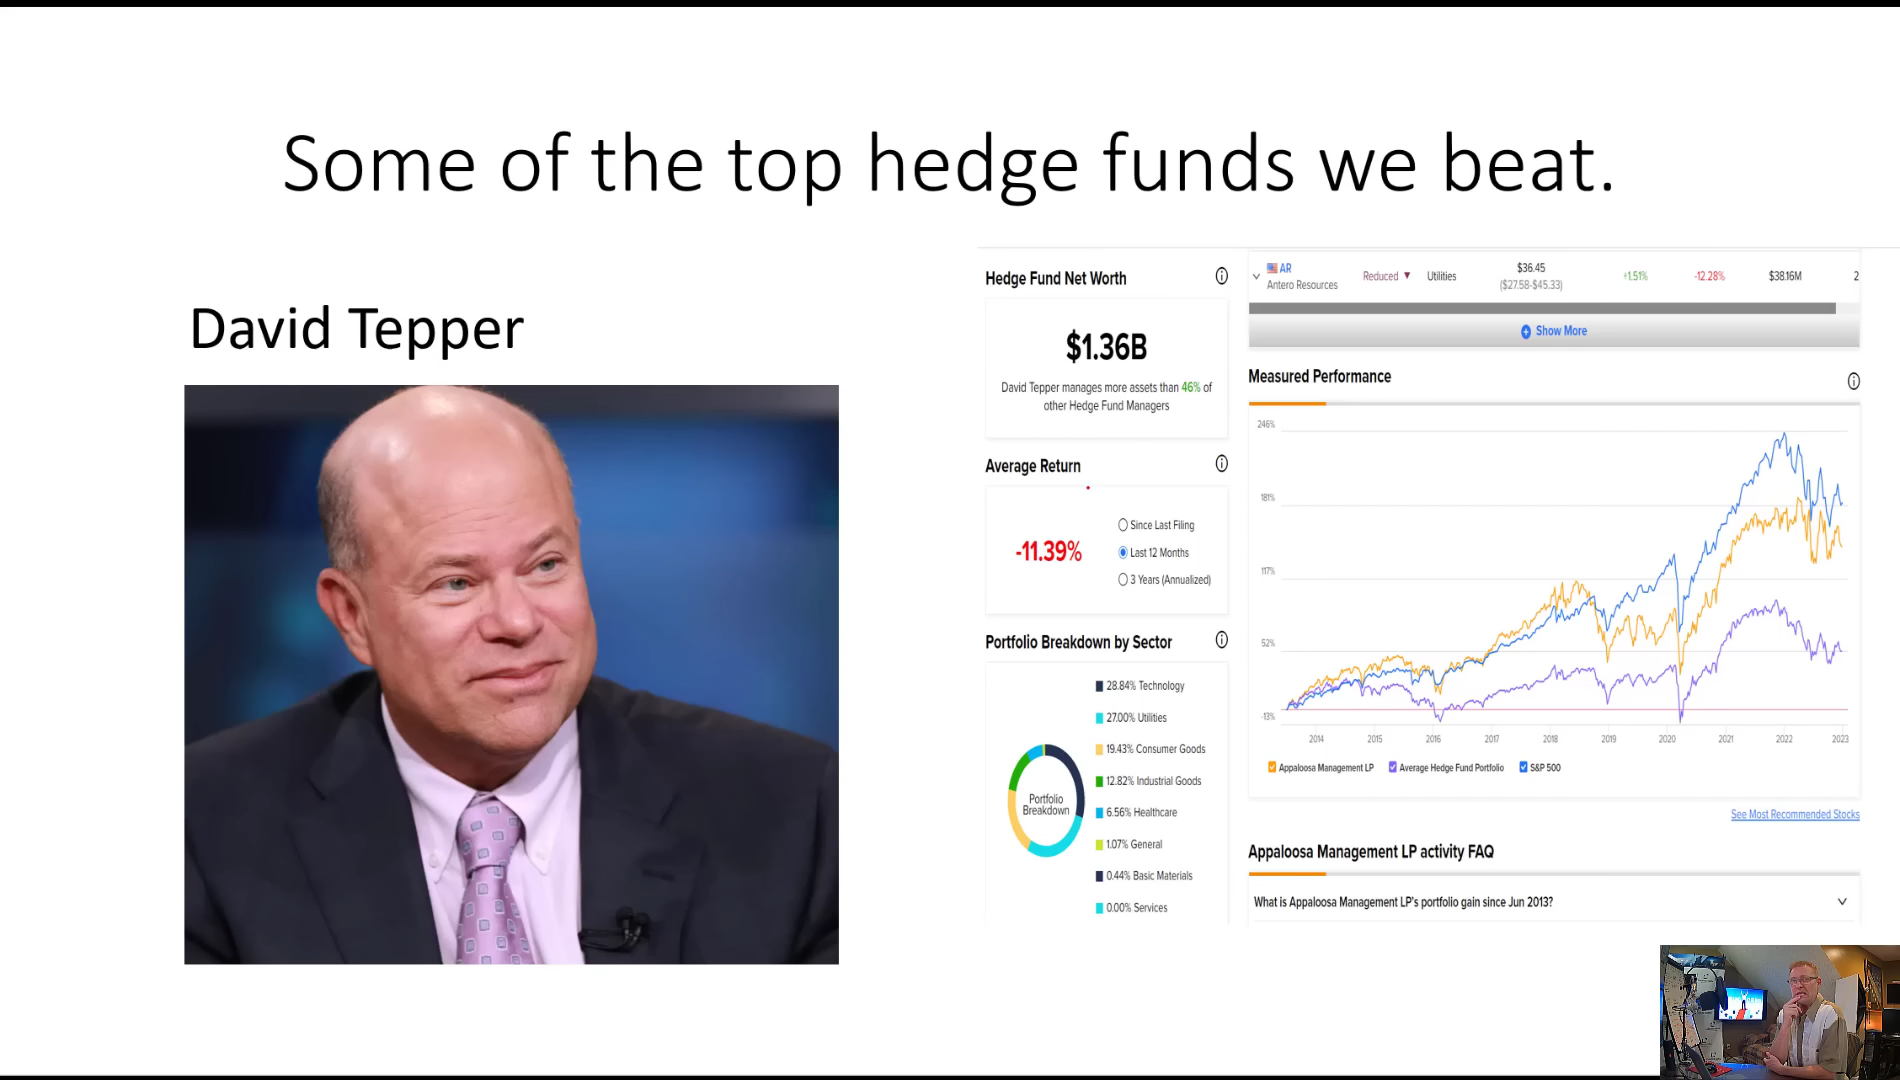 Some of the top hedge funds we beat.
David Tepper
Hedge Fund Net Worth
$1.36B
David Tepper manages more assets than 46% of
other Hedge Fund Managers
Average Return
-11.39%
Since Last Filing
Last 12 Months
3 Years (Annualized)
Portfolio Breakdown by Sector
Portfolio
Breakdown
28.84% Technology
27.00% Utilities
19.43% Consumer Goods
12.82% Industrial Goods
6.56% Healthcare
1.07% General
0.44% Basic Materials
0.00% Services
AR
Antero Resources
Reduced ▼
Utilities
$36.45
($27.58-$45.33)
+1.51%
-12.28%
$38.16M
2
Show More
Measured Performance
246%
181%
117%
52%
-13%
2014 2015 2016 2017 2018 2019 2020 2021 2022 2023
Appaloosa Management LP Average Hedge Fund Portfolio S&P 500
See Most Recommended Stocks
Appaloosa Management LP activity FAQ
What is Appaloosa Management LP's portfolio gain since Jun 2013?